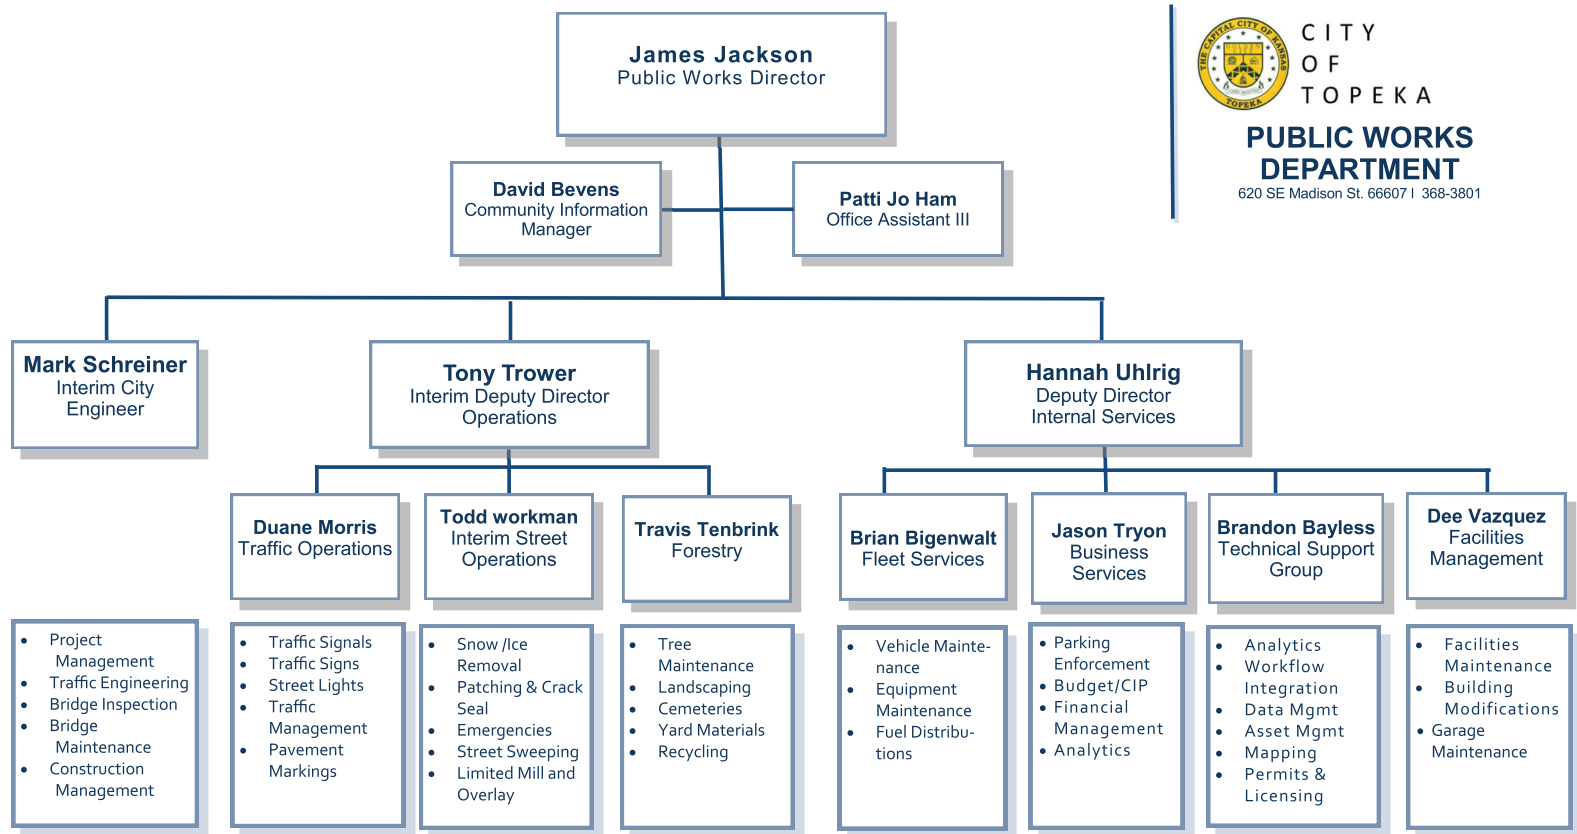 James Jackson
Public Works Director
THE CAPITAL CITY OF KANSAS
TOPEKA
CITY
OF
TOPEKA
PUBLIC WORKS
DEPARTMENT
620 SE Madison St. 66607 l 368-3801
David Bevens
Community Information
Manager
Patti Jo Ham
Office Assistant III
Mark Schreiner
Interim City
Engineer
Tony Trower
Interim Deputy Director
Operations
Hannah Uhlrig
Deputy Director
Internal Services
Duane Morris
Traffic Operations
Todd workman
Interim Street
Operations
Travis Tenbrink
Forestry
Brian Bigenwalt
Fleet Services
Jason Tryon
Business
Services
Brandon Bayless
Technical Support
Group
Dee Vazquez
Facilities
Management
• Project
Management
• Traffic Engineering
• Bridge Inspection
• Bridge
Maintenance
• Construction
Management
• Traffic Signals
• Traffic Signs
• Street Lights
• Traffic
Management
• Pavement
Markings
• Snow /Ice
Removal
• Patching & Crack
Seal
• Emergencies
• Street Sweeping
• Limited Mill and
Overlay
• Tree
Maintenance
• Landscaping
• Cemeteries
• Yard Materials
• Recycling
• Vehicle Mainte-
nance
• Equipment
Maintenance
• Fuel Distribu-
tions
• Parking
Enforcement
• Budget/CIP
• Financial
Management
• Analytics
• Analytics
• Workflow
Integration
• Data Mgmt
• Asset Mgmt
• Mapping
• Permits &
Licensing
• Facilities
Maintenance
• Building
Modifications
• Garage
Maintenance